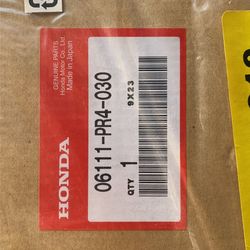 GENUINE PARTS
Honda Motor Co., Ltd.
Made in Japan
HONDA
06111-PR4-030
9X23
QTY 1